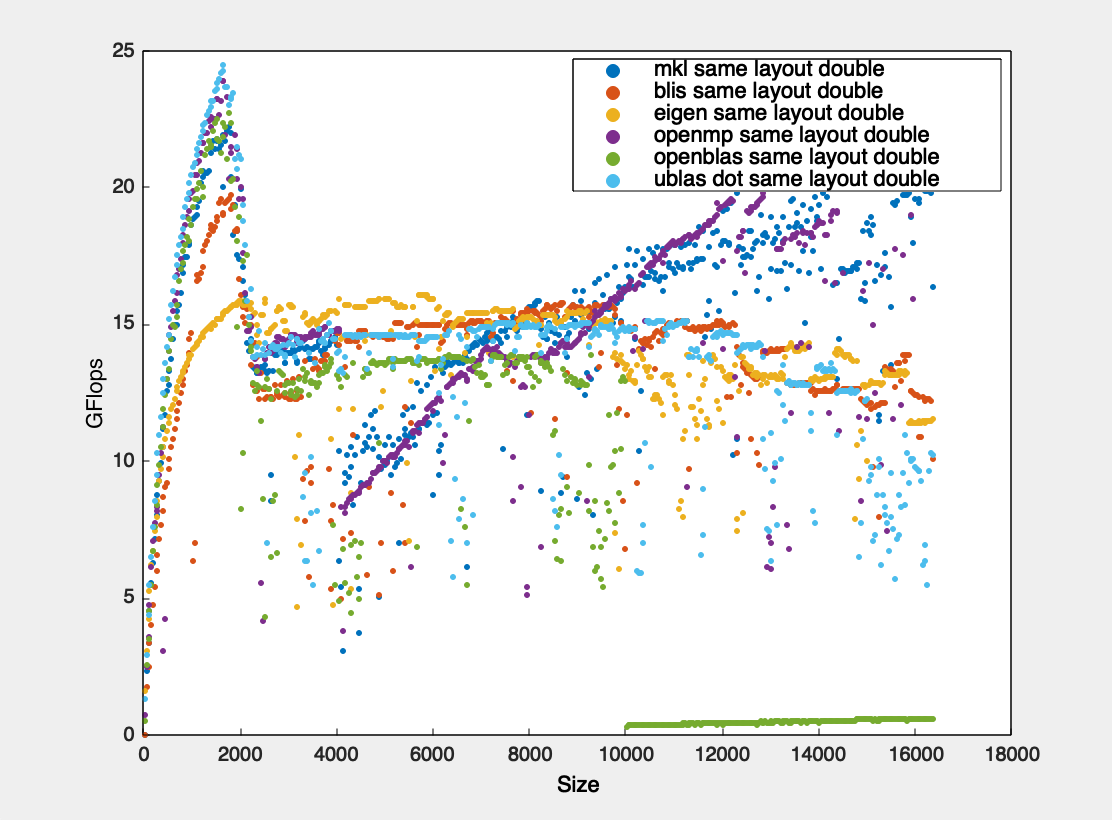 25
20
15
10
5
0
GFlops
mkl same layout double
blis same layout double
eigen same layout double
openmp same layout double
openblas same layout double
ublas dot same layout double
0 2000 4000 6000 8000 10000 12000 14000 16000 18000
Size